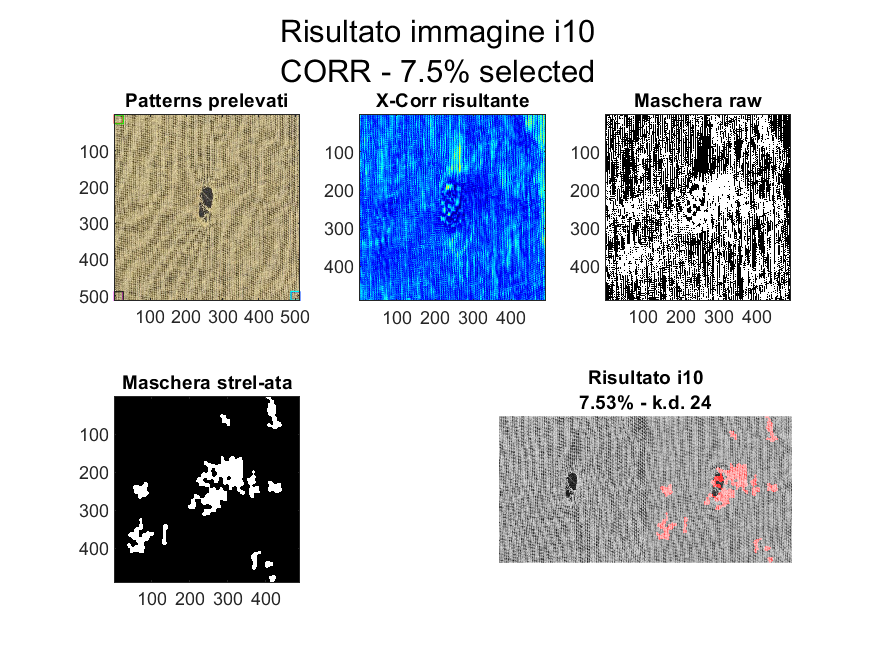 Risultato immagine i10
CORR - 7.5% selected
Patterns prelevati
100
200
300
400
500
100 200 300 400 500
X-Corr risultante
100
200
300
400
100 200 300 400
Maschera raw
100
200
300
400
100 200 300 400
Maschera strel-ata
100
200
300
400
100 200 300 400
Risultato i10
7.53% - k.d. 24